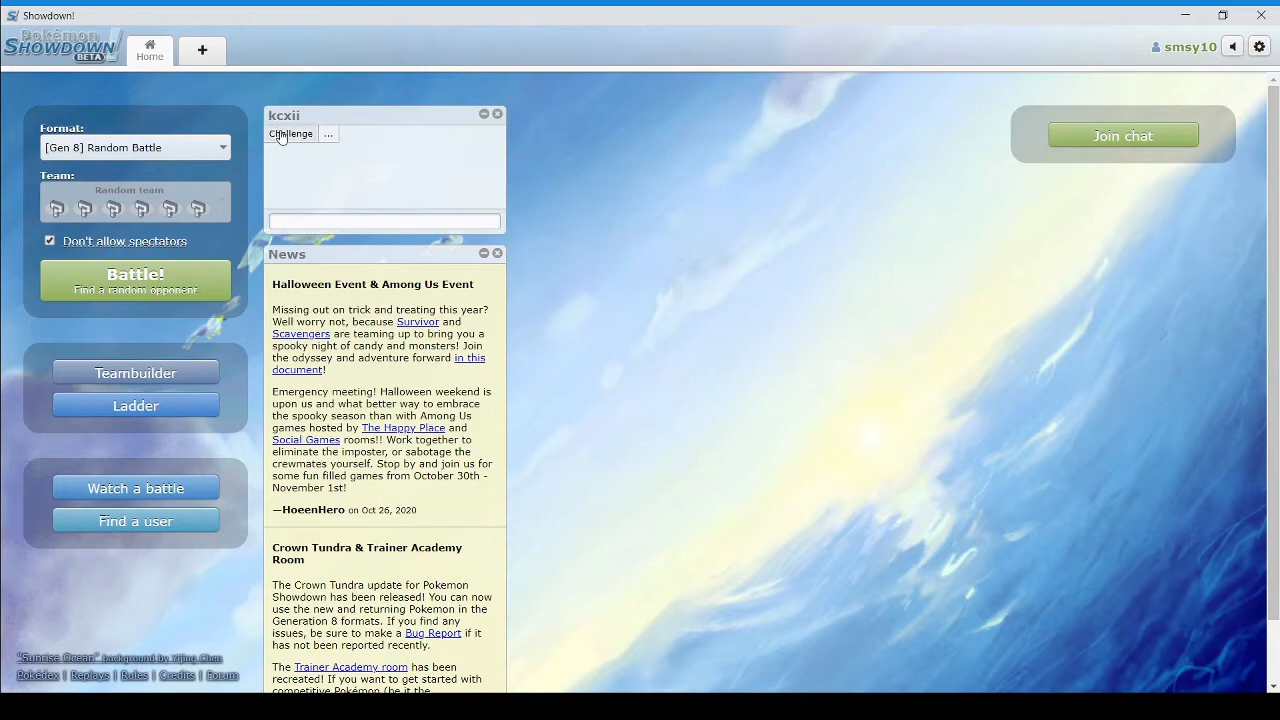 Showdown!
Pokémon
SHOWDOWN!
BETA
Home
+
smsy10
Format:
[Gen 8] Random Battle
Team:
Random team
Don't allow spectators
Battle!
Find a random opponent
Teambuilder
Ladder
Watch a battle
Find a user
"Sunrise Ocean" background by Yijing Chen
Pokédex | Replays | Rules | Credits | Forum
kcxii
Challenge ...
News
Halloween Event & Among Us Event
Missing out on trick and treating this year?
Well worry not, because Survivor and
Scavengers are teaming up to bring you a
spooky night of candy and monsters! Join
the odyssey and adventure forward in this
document!
Emergency meeting! Halloween weekend is
upon us and what better way to embrace
the spooky season than with Among Us
games hosted by The Happy Place and
Social Games rooms!! Work together to
eliminate the imposter, or sabotage the
crewmates yourself. Stop by and join us for
some fun filled games from October 30th -
November 1st!
—HoeenHero on Oct 26, 2020
Crown Tundra & Trainer Academy
Room
The Crown Tundra update for Pokemon
Showdown has been released! You can now
use the new and returning Pokemon in the
Generation 8 formats. If you find any
issues, be sure to make a Bug Report if it
has not been reported recently.
The Trainer Academy room has been
recreated! If you want to get started with
competitive Pokémon (be it the
Join chat